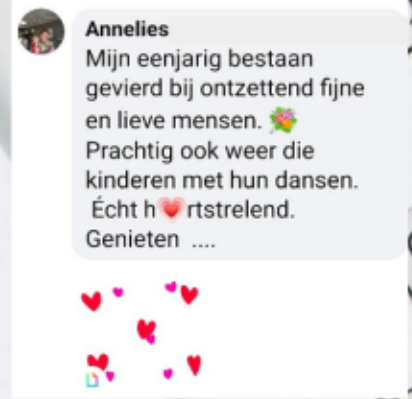 Annelies
Mijn eenjarig bestaan
gevierd bij ontzettend fijne
en lieve mensen. 💐
Prachtig ook weer die
kinderen met hun dansen.
Écht h❤️rtstrelend.
Genieten ....